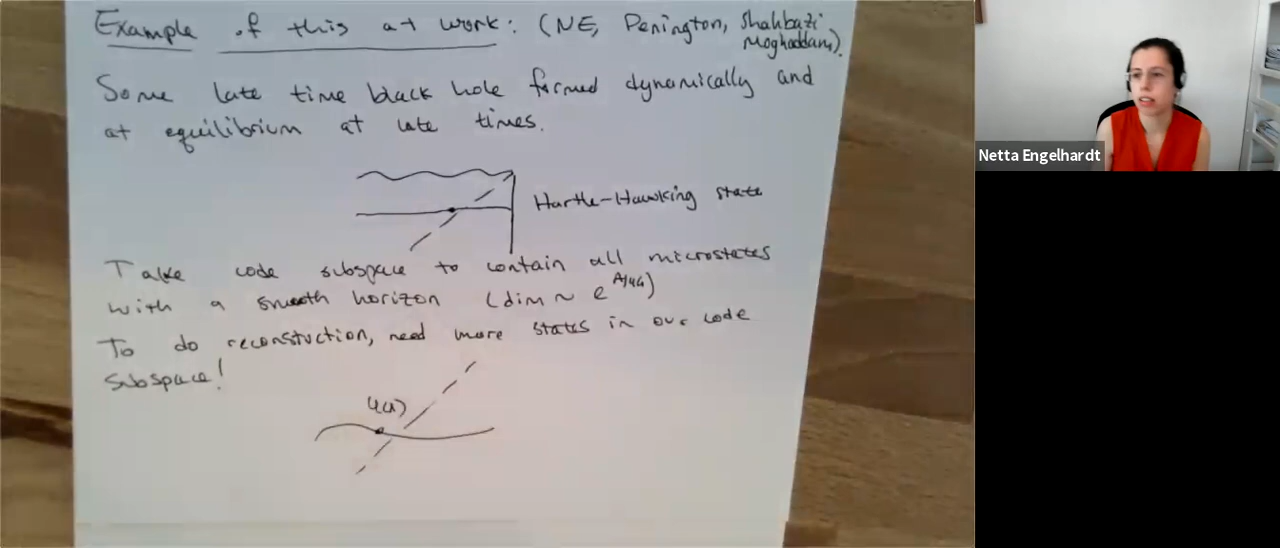 Example of this at work: (NE, Penington, Shahbazi
Moghaddam).
Some late time black hole formed dynamically and
at equilibrium at late times.
Hartle-Hawking state
Take code subspace to contain all microstates
with a smooth horizon (dim ~ e^{A/4G})
To do reconstuction, need more states in our code
subspace!
Netta Engelhardt